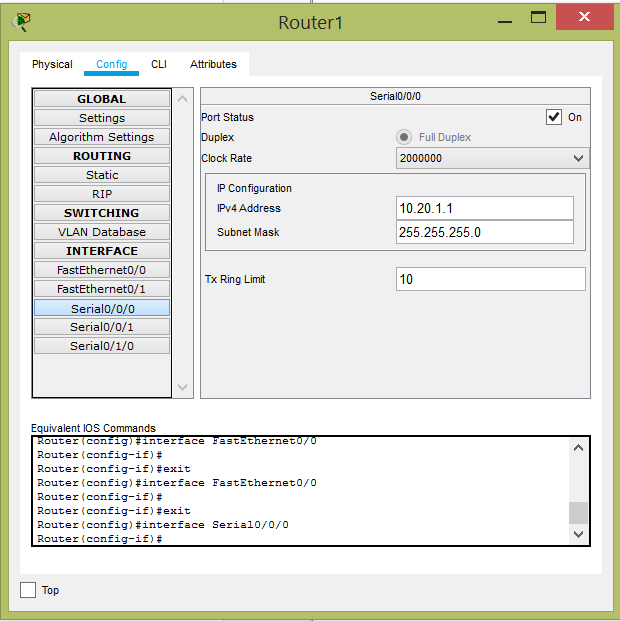 Router1
Physical Config CLI Attributes
GLOBAL
Settings
Algorithm Settings
ROUTING
Static
RIP
SWITCHING
VLAN Database
INTERFACE
FastEthernet0/0
FastEthernet0/1
Serial0/0/0
Serial0/0/1
Serial0/1/0
Serial0/0/0
Port Status On
Duplex Full Duplex
Clock Rate 2000000
IP Configuration
IPv4 Address 10.20.1.1
Subnet Mask 255.255.255.0
Tx Ring Limit 10
Equivalent IOS Commands
Router(config)#interface FastEthernet0/0
Router(config-if)#
Router(config-if)#exit
Router(config)#interface FastEthernet0/0
Router(config-if)#
Router(config-if)#exit
Router(config)#interface Serial0/0/0
Router(config-if)#
Top